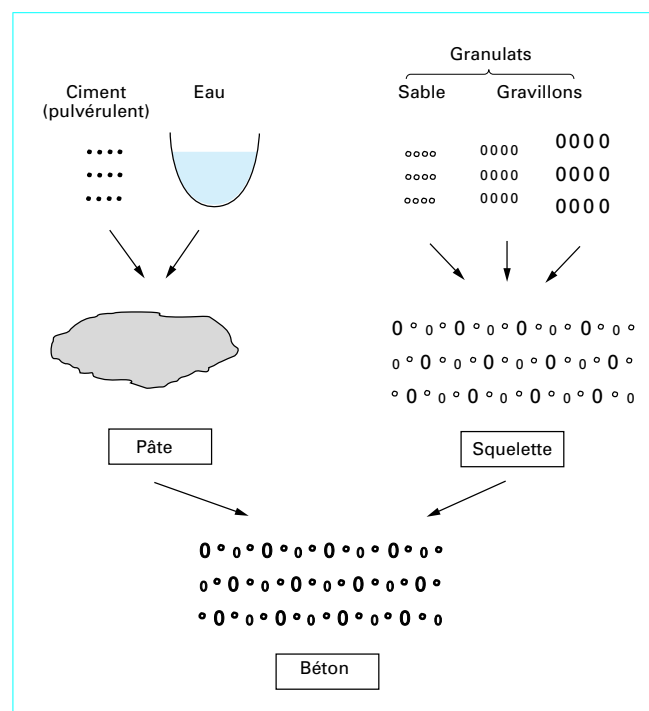 Granulats
Ciment
(pulvérulent)
Eau
Sable
Gravillons
Pâte
Squelette
Béton